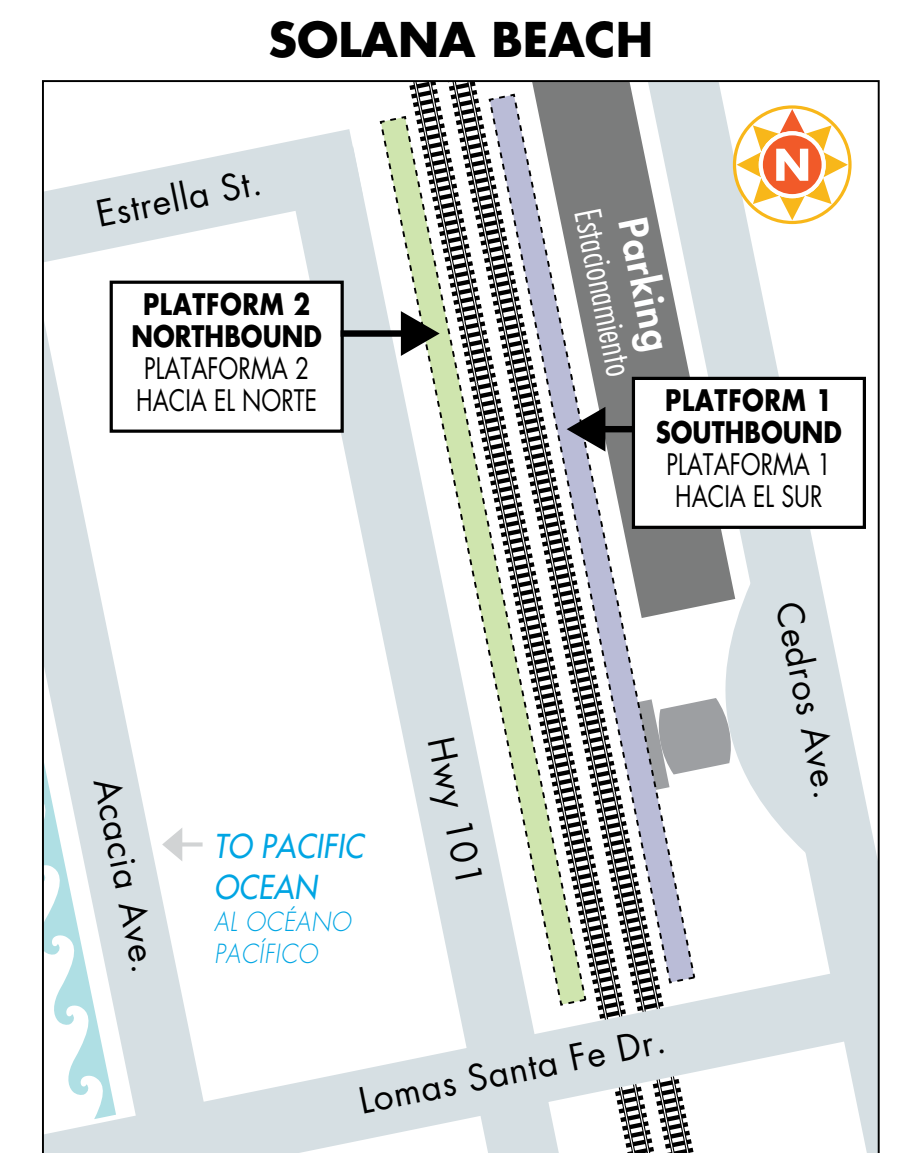 SOLANA BEACH
N
Estrella St.
Parking
Estacionamiento
PLATFORM 2
NORTHBOUND
PLATAFORMA 2
HACIA EL NORTE
PLATFORM 1
SOUTHBOUND
PLATAFORMA 1
HACIA EL SUR
Cedros Ave.
Hwy 101
Acacia Ave.
TO PACIFIC
OCEAN
AL OCÉANO
PACÍFICO
Lomas Santa Fe Dr.